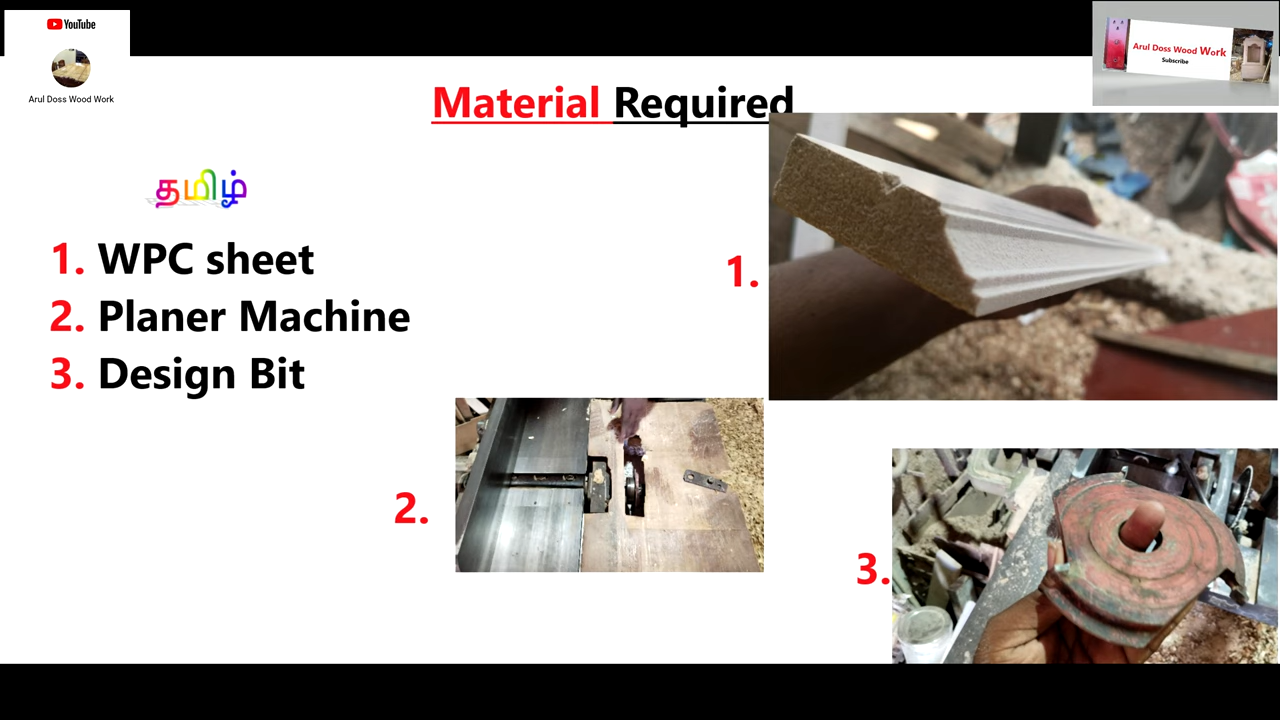 YouTube
Arul Doss Wood Work
Arul Doss Wood Work
Subscribe
Material Required
தமிழ்
1. WPC sheet
2. Planer Machine
3. Design Bit
1.
2.
3.